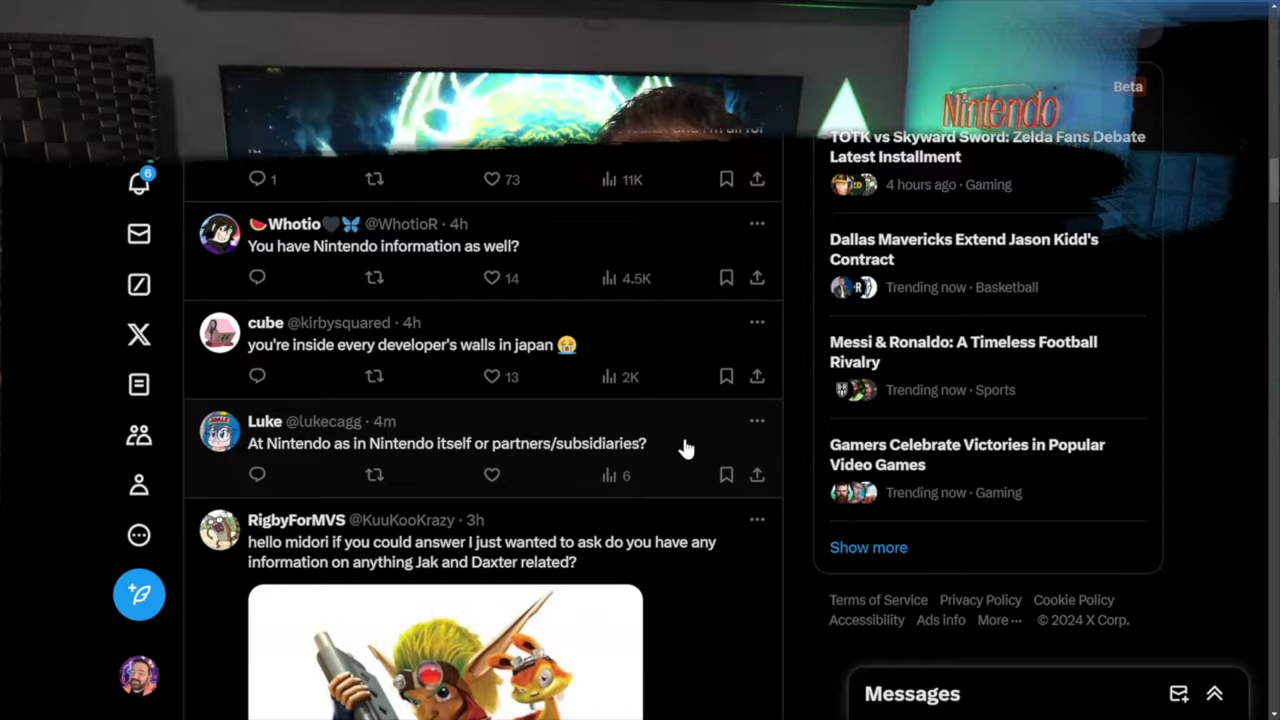 Nintendo
Beta
TOTK vs Skyward Sword: Zelda Fans Debate
Latest Installment
4 hours ago · Gaming
1
73
11K
🍉Whotio🖤🦋 @WhotioR · 4h
You have Nintendo information as well?
14
4.5K
cube @kirbysquared · 4h
you're inside every developer's walls in japan 😭
13
2K
Luke @lukecagg · 4m
At Nintendo as in Nintendo itself or partners/subsidiaries?
6
RigbyForMVS @KuuKooKrazy · 3h
hello midori if you could answer I just wanted to ask do you have any
information on anything Jak and Daxter related?
6
Dallas Mavericks Extend Jason Kidd's
Contract
Trending now · Basketball
Messi & Ronaldo: A Timeless Football
Rivalry
Trending now · Sports
Gamers Celebrate Victories in Popular
Video Games
Trending now · Gaming
Show more
Terms of Service Privacy Policy Cookie Policy
Accessibility Ads info More ··· © 2024 X Corp.
Messages